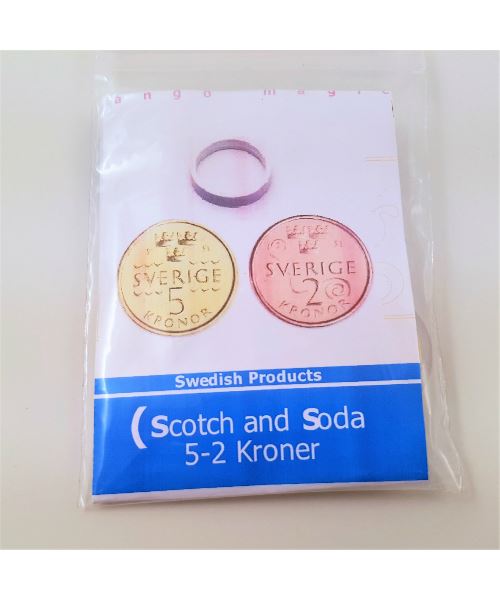 ango magic
SVERIGE
5
KRONOR
SVERIGE
2
KRONOR
Swedish Products
(Scotch and Soda
5-2 Kroner